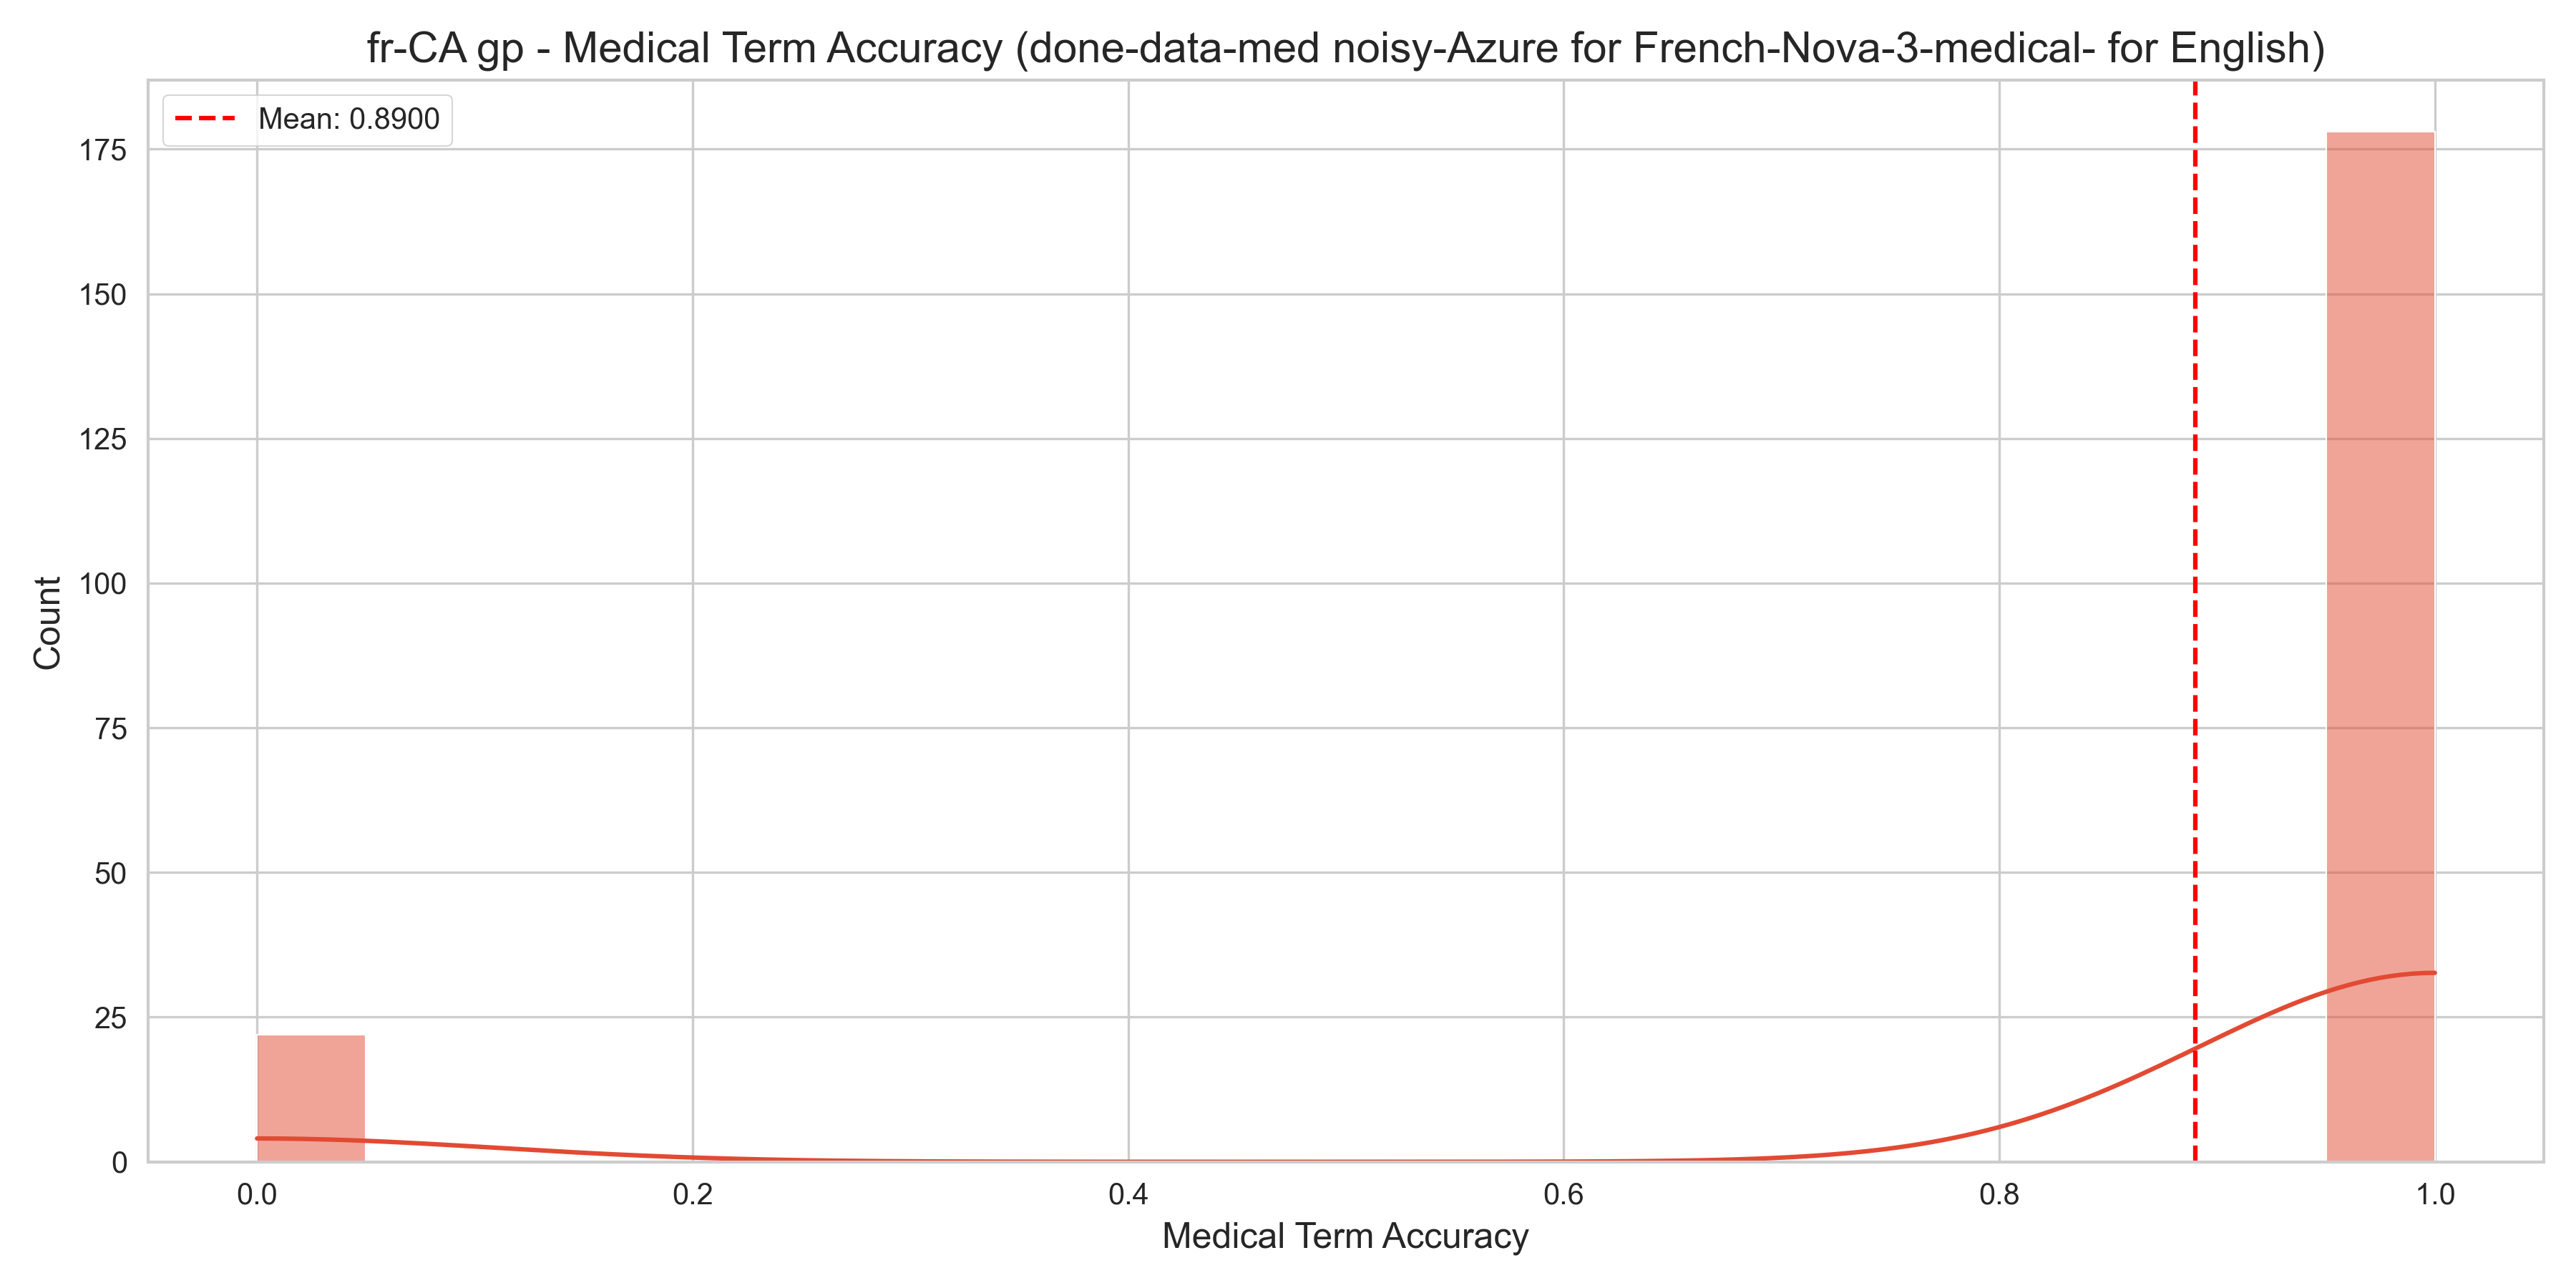 fr-CA gp - Medical Term Accuracy (done-data-med noisy-Azure for French-Nova-3-medical- for English)
Mean: 0.8900
175
150
125
100
75
50
25
0
Count
0.0 0.2 0.4 0.6 0.8 1.0
Medical Term Accuracy